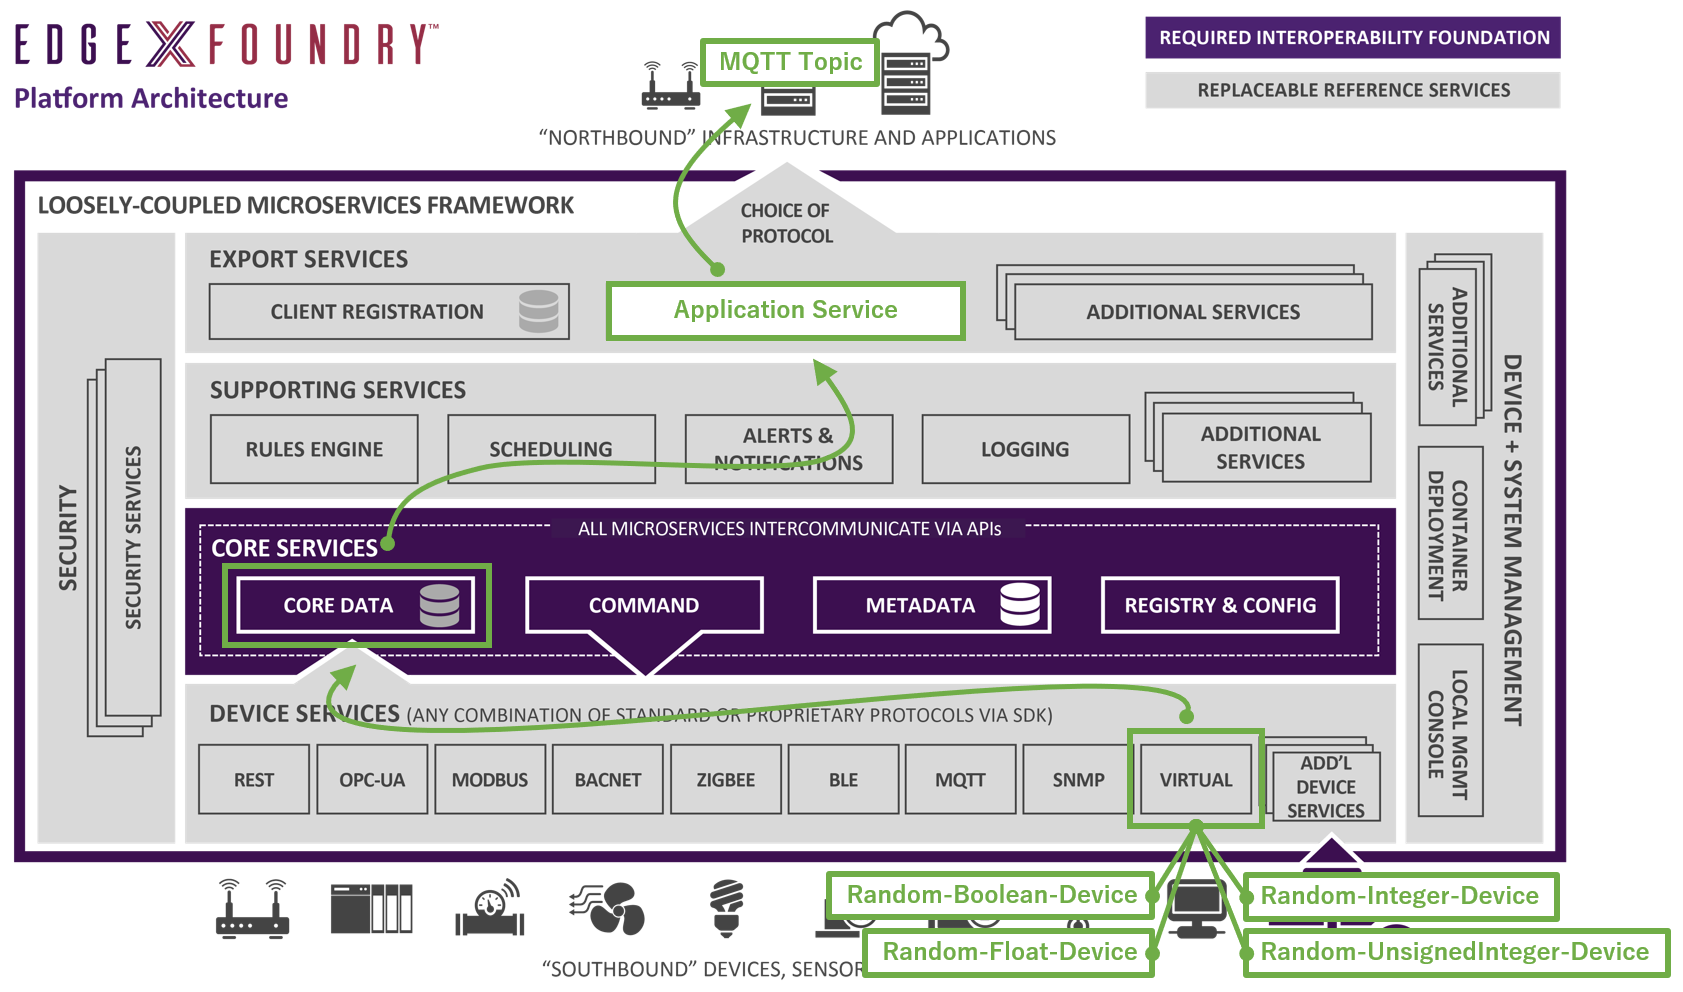 EDGE X FOUNDRY™
Platform Architecture
MQTT Topic
REQUIRED INTEROPERABILITY FOUNDATION
REPLACEABLE REFERENCE SERVICES
“NORTHBOUND” INFRASTRUCTURE AND APPLICATIONS
LOOSELY-COUPLED MICROSERVICES FRAMEWORK
CHOICE OF
PROTOCOL
EXPORT SERVICES
CLIENT REGISTRATION
Application Service
ADDITIONAL SERVICES
SUPPORTING SERVICES
RULES ENGINE
SCHEDULING
ALERTS &
NOTIFICATIONS
LOGGING
ADDITIONAL
SERVICES
SECURITY
SECURITY SERVICES
ALL MICROSERVICES INTERCOMMUNICATE VIA APIs
CORE SERVICES
CORE DATA
COMMAND
METADATA
REGISTRY & CONFIG
DEVICE SERVICES (ANY COMBINATION OF STANDARD OR PROPRIETARY PROTOCOLS VIA SDK)
REST
OPC-UA
MODBUS
BACNET
ZIGBEE
BLE
MQTT
SNMP
VIRTUAL
ADD’L
DEVICE
SERVICES
ADDITIONAL
SERVICES
CONTAINER
DEPLOYMENT
LOCAL MGMT
CONSOLE
DEVICE + SYSTEM MANAGEMENT
Random-Boolean-Device
Random-Integer-Device
Random-Float-Device
Random-UnsignedInteger-Device
“SOUTHBOUND” DEVICES,